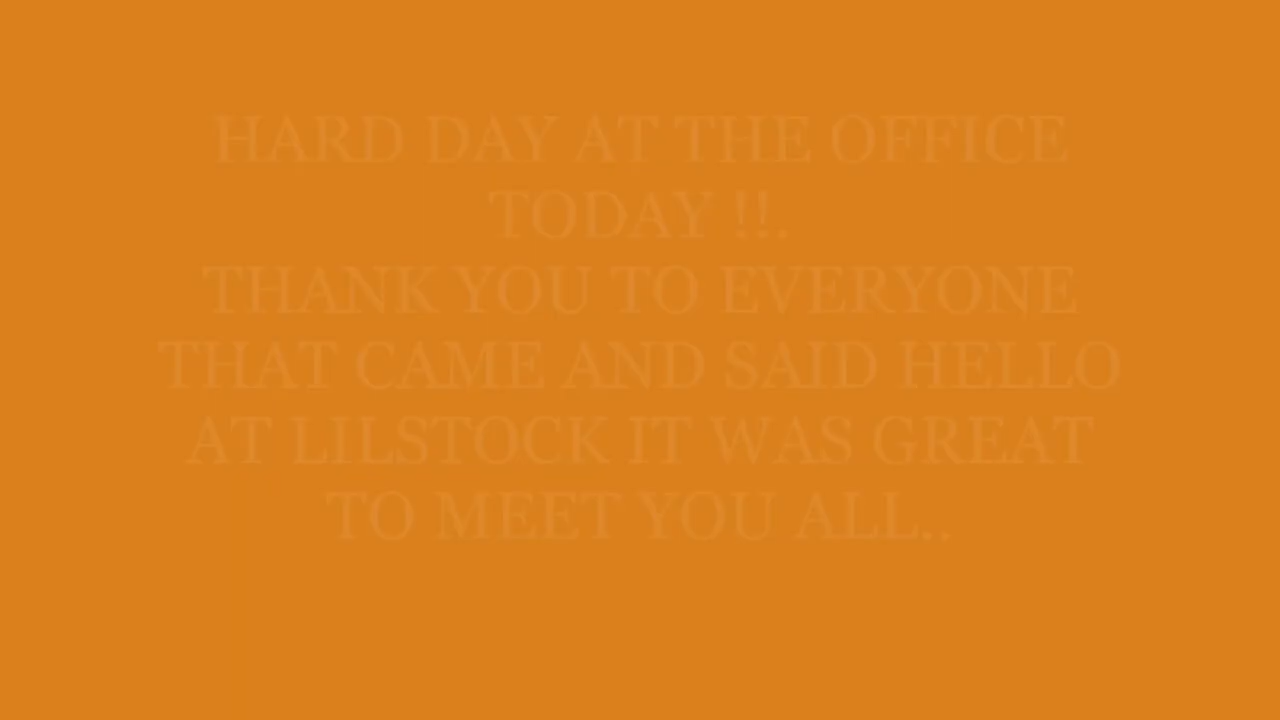 HARD DAY AT THE OFFICE
TODAY !!.
THANK YOU TO EVERYONE
THAT CAME AND SAID HELLO
AT LILSTOCK IT WAS GREAT
TO MEET YOU ALL..